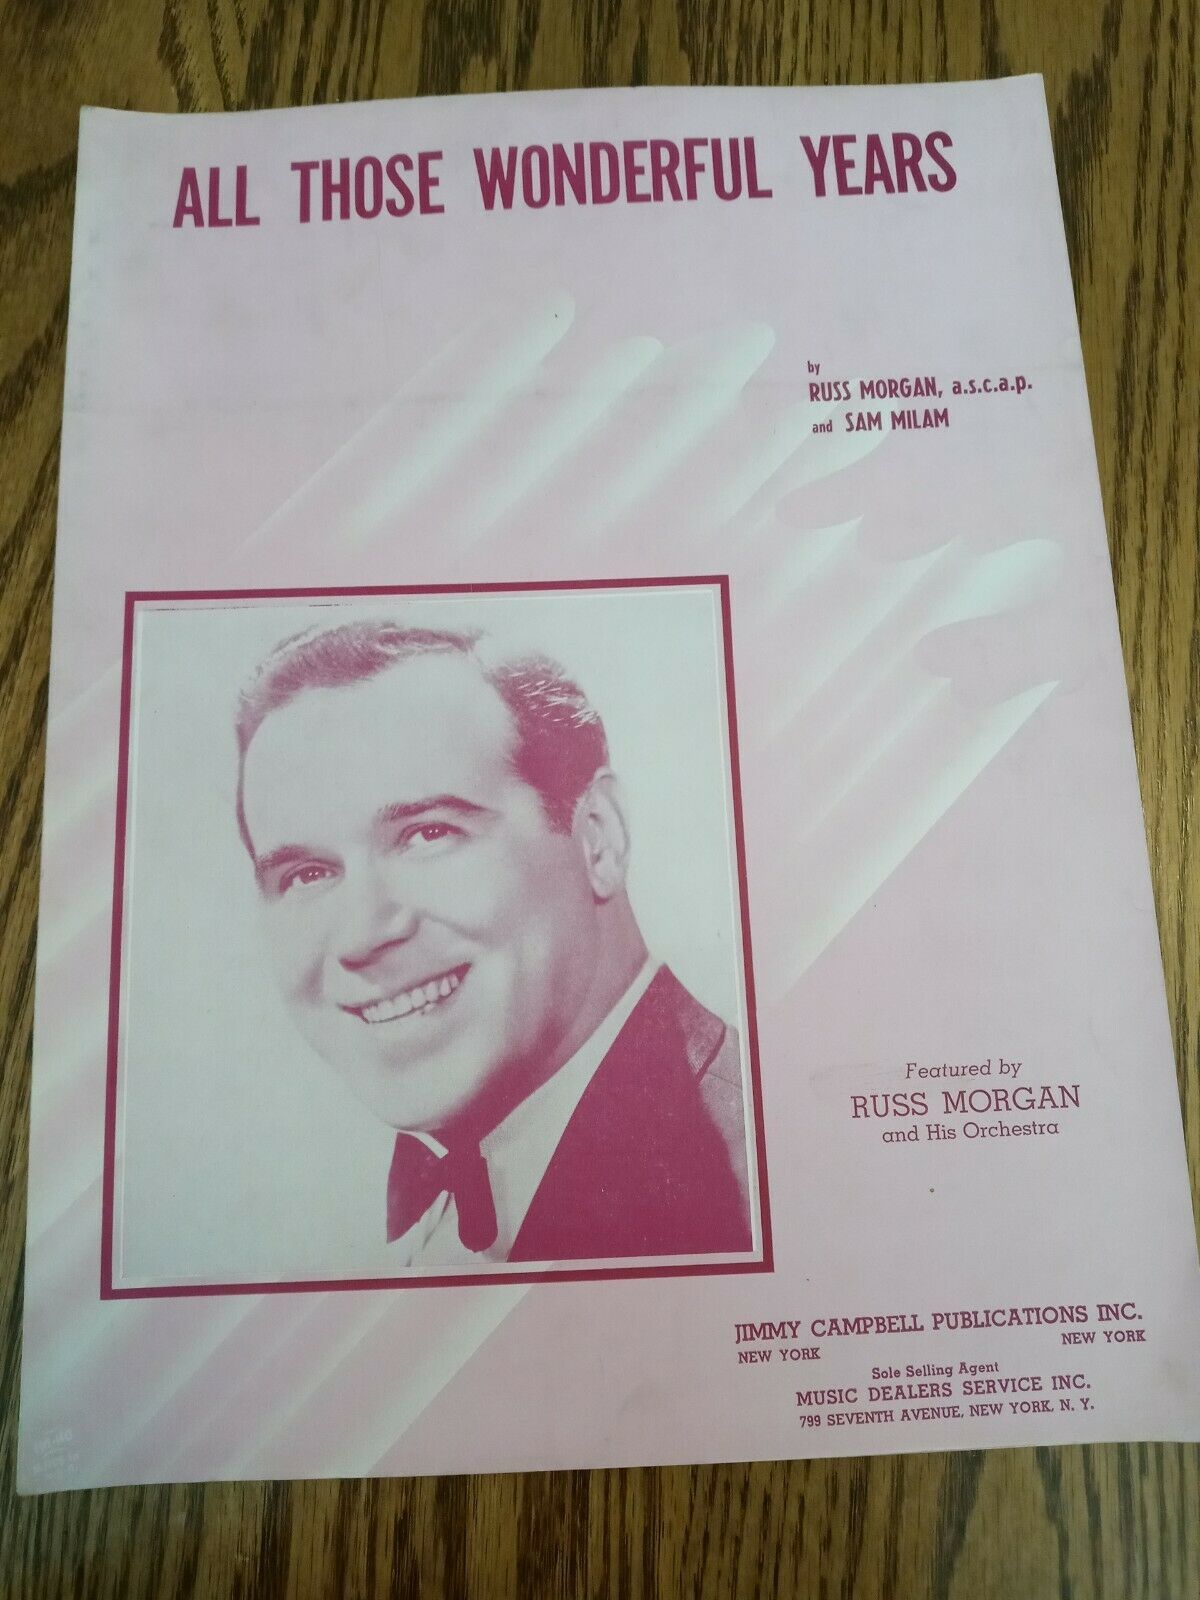 ALL THOSE WONDERFUL YEARS
by
RUSS MORGAN, a.s.c.a.p.
and SAM MILAM
Featured by
RUSS MORGAN
and His Orchestra
JIMMY CAMPBELL PUBLICATIONS INC.
NEW YORK NEW YORK
Sole Selling Agent
MUSIC DEALERS SERVICE INC.
799 SEVENTH AVENUE, NEW YORK, N. Y.